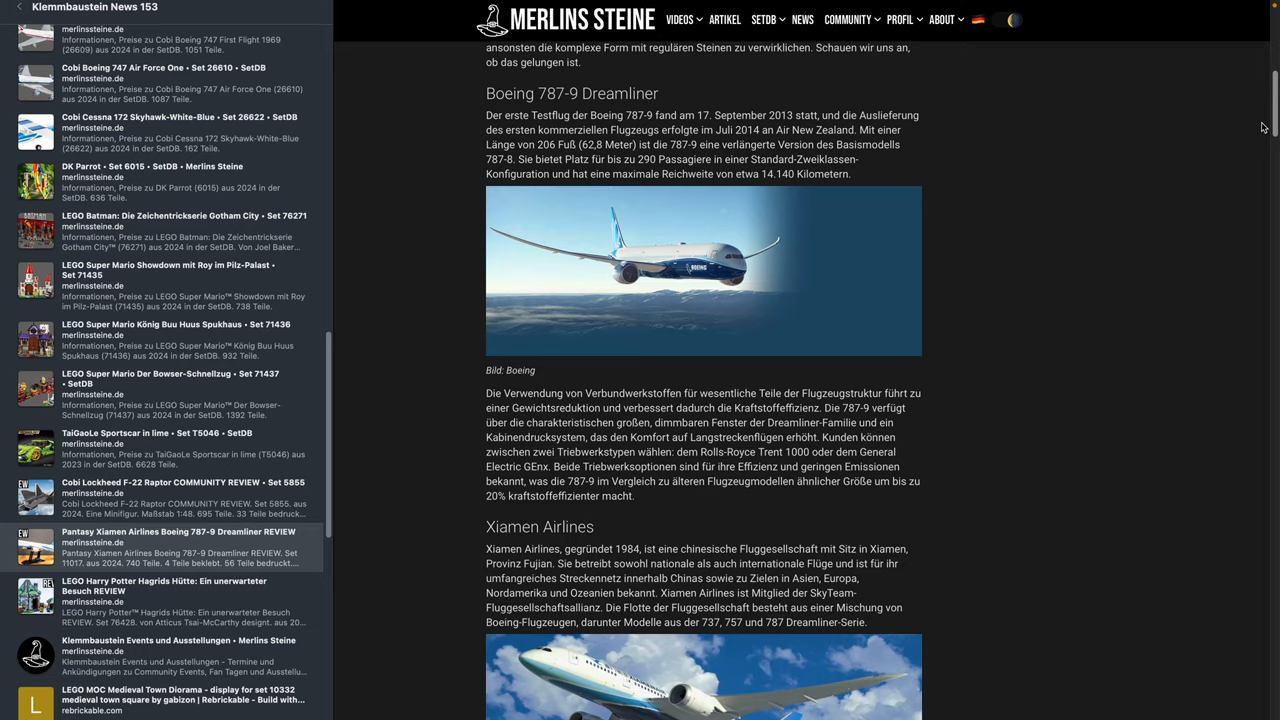 Klemmbaustein News 153
merlinssteine.de
Informationen, Preise zu Cobi Boeing 747 First Flight 1969
(26609) aus 2024 in der SetDB. 1051 Teile.
Cobi Boeing 747 Air Force One • Set 26610 • SetDB
merlinssteine.de
Informationen, Preise zu Cobi Boeing 747 Air Force One
(26610) aus 2024 in der SetDB. 1087 Teile.
Cobi Cessna 172 Skyhawk-White-Blue • Set 26622 • SetDB
merlinssteine.de
Informationen, Preise zu Cobi Cessna 172 Skyhawk-White-Blue
(26622) aus 2024 in der SetDB. 162 Teile.
DK Parrot • Set 6015 • SetDB • Merlins Steine
merlinssteine.de
Informationen, Preise zu DK Parrot (6015) aus 2024 in der
SetDB. 636 Teile.
LEGO Batman: Die Zeichentrickserie Gotham City • Set 76271
merlinssteine.de
Informationen, Preise zu LEGO Batman: Die Zeichentrickserie
Gotham City™ (76271) aus 2024 in der SetDB. Von Joel Baker...
LEGO Super Mario Showdown mit Roy im Pilz-Palast •
Set 71435
merlinssteine.de
Informationen, Preise zu LEGO Super Mario™ Showdown mit Roy
im Pilz-Palast (71435) aus 2024 in der SetDB. 738 Teile.
LEGO Super Mario König Buu Huus Spukhaus • Set 71436
merlinssteine.de
Informationen, Preise zu LEGO Super Mario™ König Buu Huus
Spukhaus (71436) aus 2024 in der SetDB. 932 Teile.
LEGO Super Mario Der Bowser-Schnellzug • Set 71437
• SetDB
merlinssteine.de
Informationen, Preise zu LEGO Super Mario™ Der Bowser-
Schnellzug (71437) aus 2024 in der SetDB. 1392 Teile.
TaiGaoLe Sportscar in lime • Set T5046 • SetDB
merlinssteine.de
Informationen, Preise zu TaiGaoLe Sportscar in lime (T5046) aus
2023 in der SetDB. 6628 Teile.
Cobi Lockheed F-22 Raptor COMMUNITY REVIEW • Set 5855
merlinssteine.de
Cobi Lockheed F-22 Raptor COMMUNITY REVIEW. Set 5855, aus
2024. Eine Minifigur. Maßstab 1:48. 695 Teile. 33 Teile bedruck....
Pantasy Xiamen Airlines Boeing 787-9 Dreamliner REVIEW
merlinssteine.de
Pantasy Xiamen Airlines Boeing 787-9 Dreamliner REVIEW. Set
11017. aus 2024. 740 Teile. 4 Teile beklebt. 56 Teile bedruckt....
LEGO Harry Potter Hagrids Hütte: Ein unerwarteter
Besuch REVIEW
merlinssteine.de
LEGO Harry Potter™ Hagrids Hütte: Ein unerwarteter Besuch
REVIEW. Set 76428. von Atticus Tsai-McCarthy designt. aus 20...
Klemmbaustein Events und Ausstellungen • Merlins Steine
merlinssteine.de
Klemmbaustein Events und Ausstellungen - Termine und
Ankündigungen zu Community Events, Fan Tagen und Ausstellu...
L
LEGO MOC Medieval Town Diorama - display for set 10332
medieval town square by gabizon | Rebrickable - Build with...
rebrickable.com
MERLINS STEINE VIDEOS ARTIKEL SETDB NEWS COMMUNITY PROFIL ABOUT
ansonsten die komplexe Form mit regulären Steinen zu verwirklichen. Schauen wir uns an,
ob das gelungen ist.
Boeing 787-9 Dreamliner
Der erste Testflug der Boeing 787-9 fand am 17. September 2013 statt, und die Auslieferung
des ersten kommerziellen Flugzeugs erfolgte im Juli 2014 an Air New Zealand. Mit einer
Länge von 206 Fuß (62,8 Meter) ist die 787-9 eine verlängerte Version des Basismodells
787-8. Sie bietet Platz für bis zu 290 Passagiere in einer Standard-Zweiklassen-
Konfiguration und hat eine maximale Reichweite von etwa 14.140 Kilometern.
BOEING
Bild: Boeing
Die Verwendung von Verbundwerkstoffen für wesentliche Teile der Flugzeugstruktur führt zu
einer Gewichtsreduktion und verbessert dadurch die Kraftstoffeffizienz. Die 787-9 verfügt
über die charakteristischen großen, dimmbaren Fenster der Dreamliner-Familie und ein
Kabinendrucksystem, das den Komfort auf Langstreckenflügen erhöht. Kunden können
zwischen zwei Triebwerkstypen wählen: dem Rolls-Royce Trent 1000 oder dem General
Electric GEnx. Beide Triebwerksoptionen sind für ihre Effizienz und geringen Emissionen
bekannt, was die 787-9 im Vergleich zu älteren Flugzeugmodellen ähnlicher Größe um bis zu
20% kraftstoffeffizienter macht.
Xiamen Airlines
Xiamen Airlines, gegründet 1984, ist eine chinesische Fluggesellschaft mit Sitz in Xiamen,
Provinz Fujian. Sie betreibt sowohl nationale als auch internationale Flüge und ist für ihr
umfangreiches Streckennetz innerhalb Chinas sowie zu Zielen in Asien, Europa,
Nordamerika und Ozeanien bekannt. Xiamen Airlines ist Mitglied der SkyTeam-
Fluggesellschaftsallianz. Die Flotte der Fluggesellschaft besteht aus einer Mischung von
Boeing-Flugzeugen, darunter Modelle aus der 737, 757 und 787 Dreamliner-Serie.